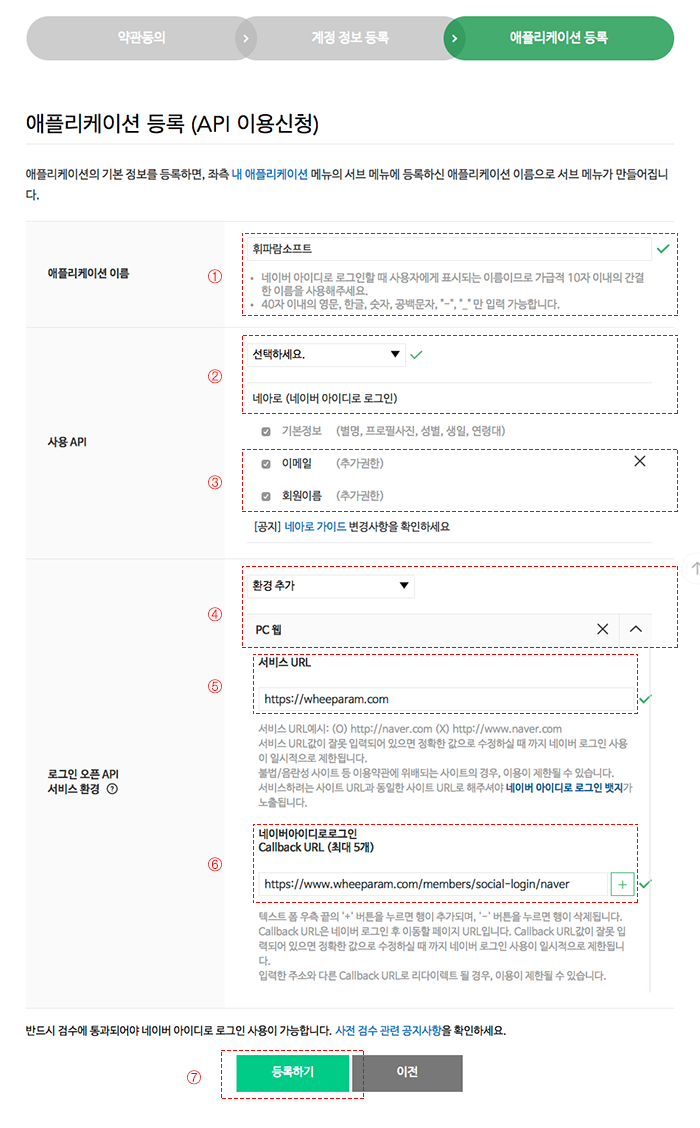 약관동의
계정 정보 등록
애플리케이션 등록
애플리케이션 등록 (API 이용신청)
애플리케이션의 기본 정보를 등록하면, 좌측 내 애플리케이션 메뉴의 서브 메뉴에 등록하신 애플리케이션 이름으로 서브 메뉴가 만들어집니
다.
애플리케이션 이름
①
휘파람소프트
• 네이버 아이디로 로그인할 때 사용자에게 표시되는 이름이므로 가급적 10자 이내의 간결
한 이름을 사용해주세요.
• 40자 이내의 영문, 한글, 숫자, 공백문자, "-", "_" 만 입력 가능합니다.
사용 API
②
선택하세요.
네아로 (네이버 아이디로 로그인)
기본정보 (별명, 프로필사진, 성별, 생일, 연령대)
③
이메일 (추가권한)
회원이름 (추가권한)
[공지] 네아로 가이드 변경사항을 확인하세요
로그인 오픈 API
서비스 환경 ?
④
환경 추가
PC 웹
⑤
서비스 URL
https://wheeparam.com
서비스 URL예시: (O) http://naver.com (X) http://www.naver.com
서비스 URL값이 잘못 입력되어 있으면 정확한 값으로 수정하실 때 까지 네이버 로그인 사용
이 일시적으로 제한됩니다.
불법/음란성 사이트 등 이용약관에 위배되는 사이트의 경우, 이용이 제한될 수 있습니다.
서비스하려는 사이트 URL과 동일한 사이트 URL로 해주셔야 네이버 아이디로 로그인 뱃지가
노출됩니다.
⑥
네이버아이디로로그인
Callback URL (최대 5개)
https://www.wheeparam.com/members/social-login/naver
+
텍스트 폼 우측 끝의 '+' 버튼을 누르면 행이 추가되며, '-' 버튼을 누르면 행이 삭제됩니다.
Callback URL은 네이버 로그인 후 이동할 페이지 URL입니다. Callback URL값이 잘못 입
력되어 있으면 정확한 값으로 수정하실 때 까지 네이버 로그인 사용이 일시적으로 제한됩니
다.
입력한 주소와 다른 Callback URL로 리다이렉트 될 경우, 이용이 제한될 수 있습니다.
반드시 검수에 통과되어야 네이버 아이디로 로그인 사용이 가능합니다. 사전 검수 관련 공지사항을 확인하세요.
⑦
등록하기
이전